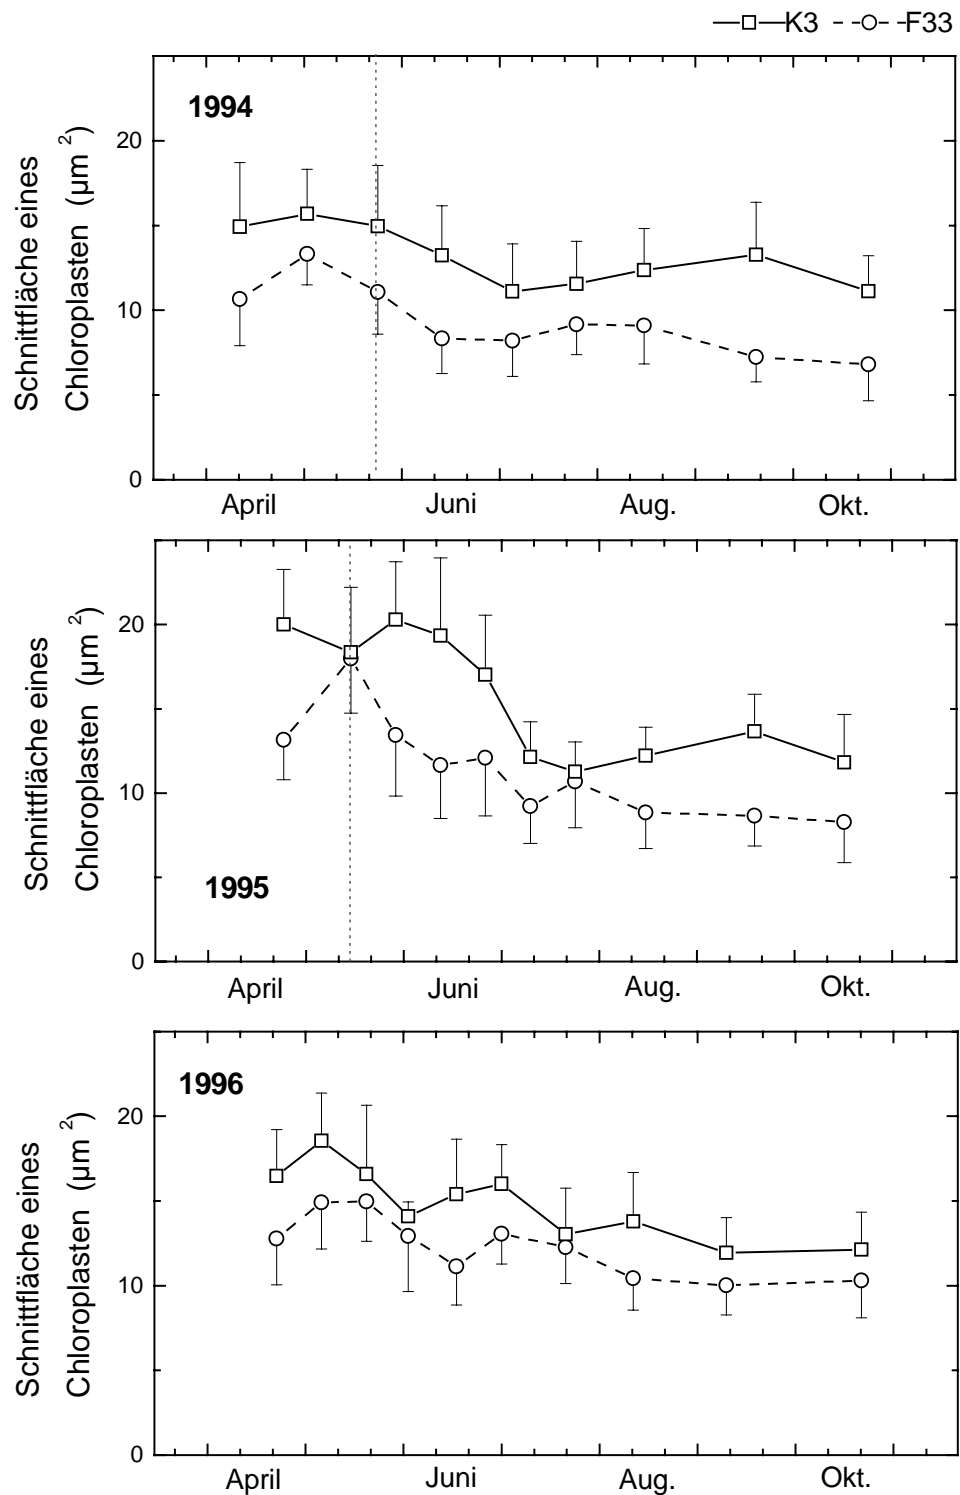 K3 F33
1994
Schnittfläche eines
Chloroplasten (µm²)
20
10
0
April Juni Aug. Okt.
Schnittfläche eines
Chloroplasten (µm²)
20
10
0
1995
April Juni Aug. Okt.
1996
Schnittfläche eines
Chloroplasten (µm²)
20
10
0
April Juni Aug. Okt.